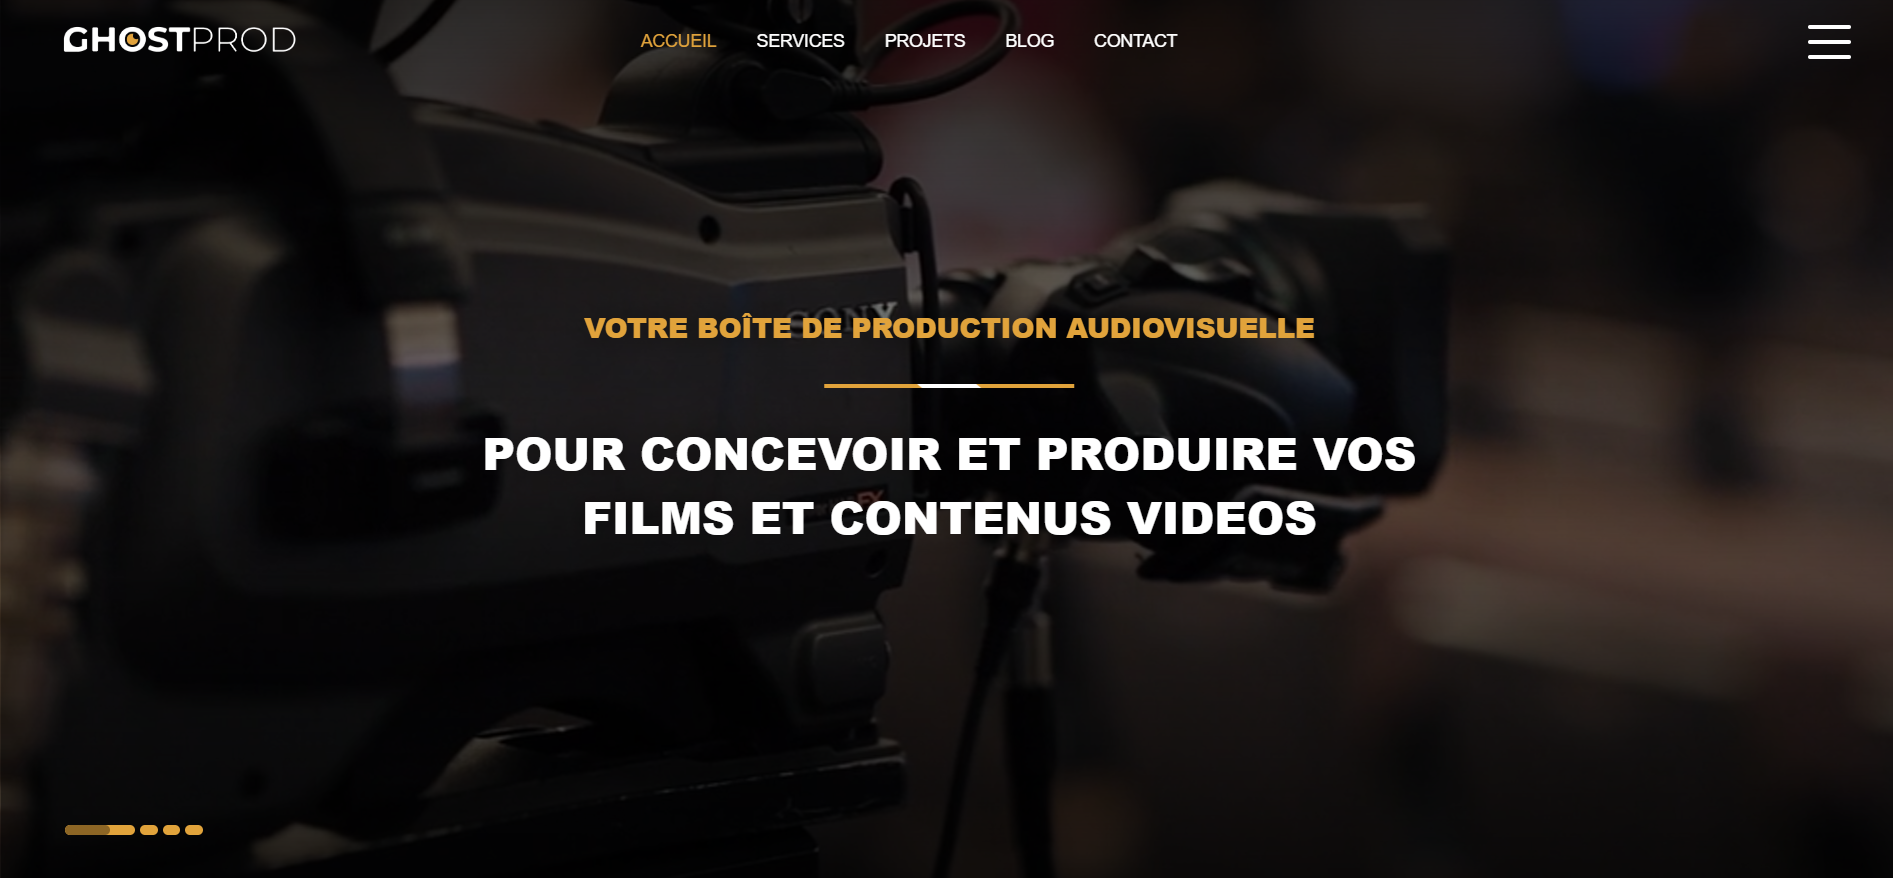 GHOSTPROD
ACCUEIL SERVICES PROJETS BLOG CONTACT
SONY
VOTRE BOÎTE DE PRODUCTION AUDIOVISUELLE
POUR CONCEVOIR ET PRODUIRE VOS
FILMS ET CONTENUS VIDEOS